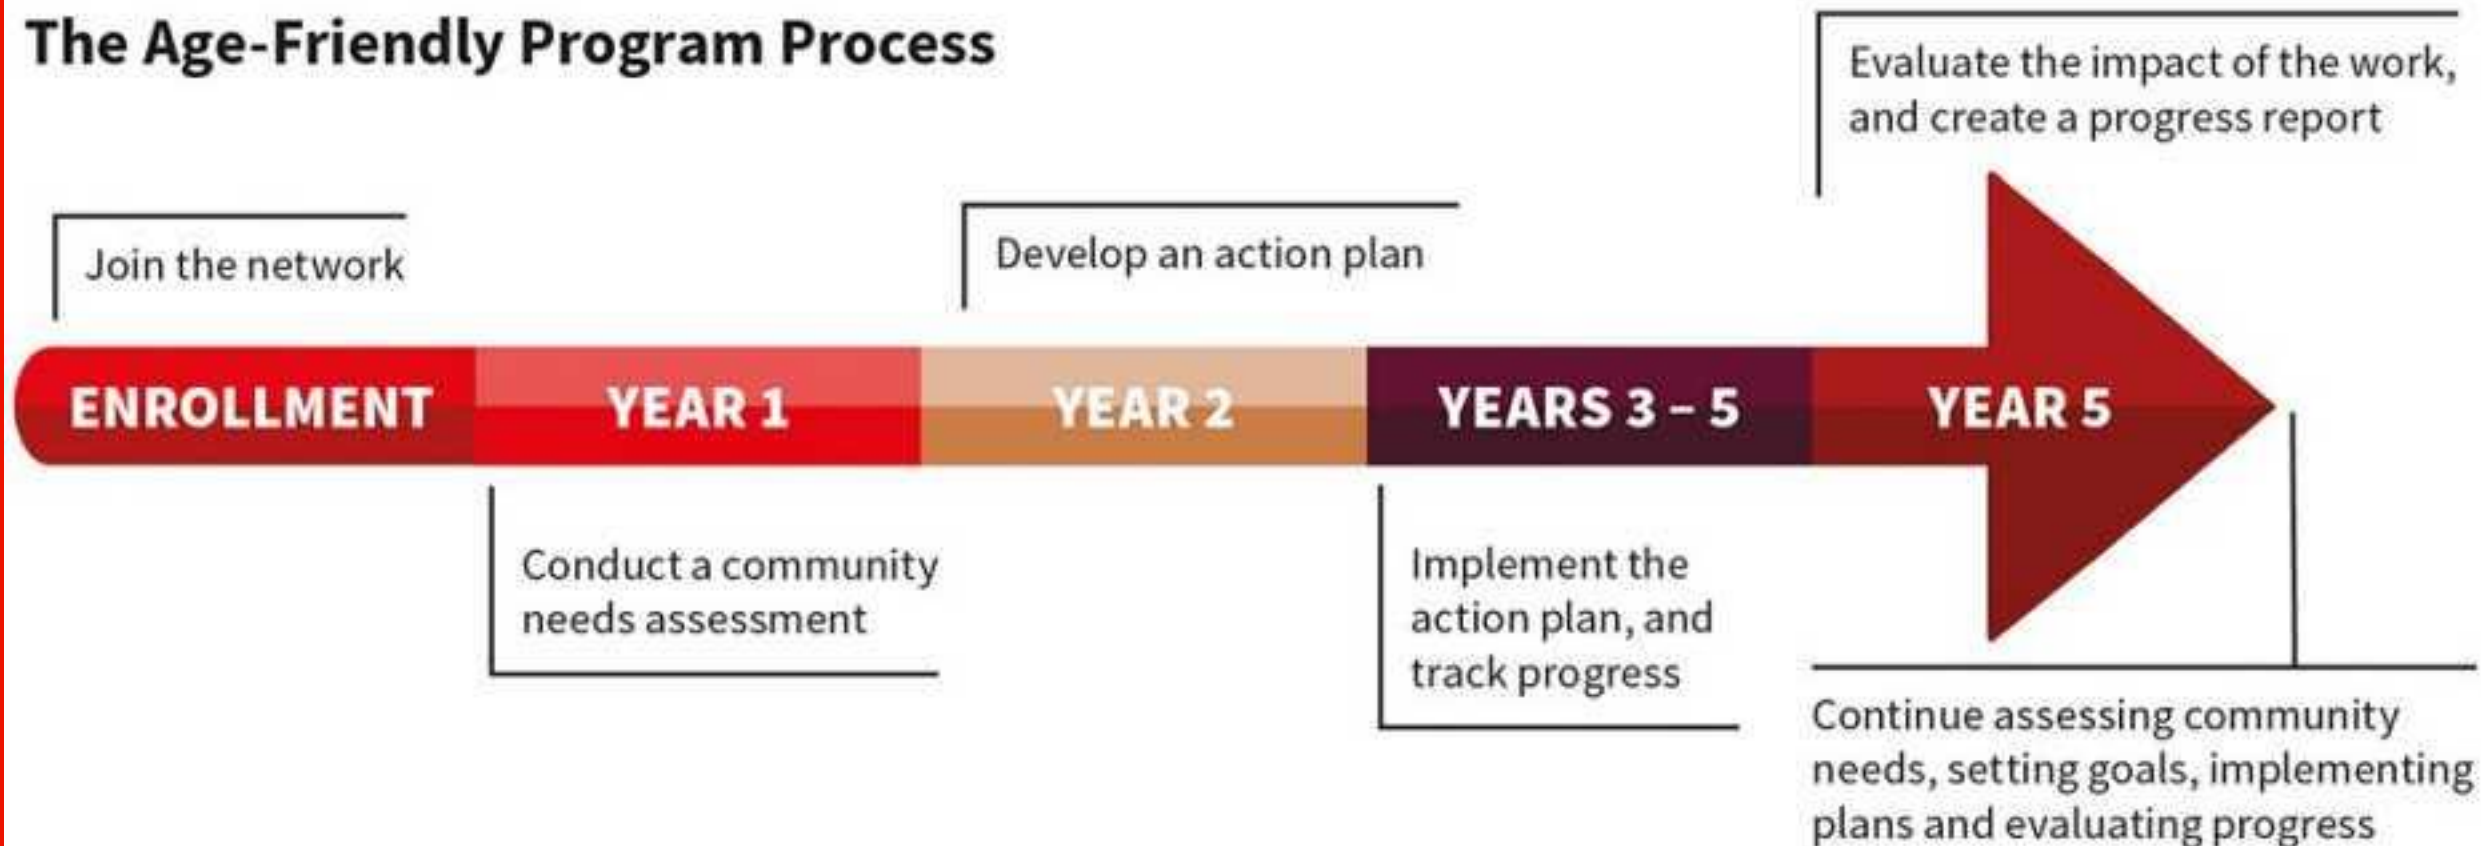 The Age-Friendly Program Process
Evaluate the impact of the work,
and create a progress report
Join the network
Develop an action plan
ENROLLMENT
YEAR 1
YEAR 2
YEARS 3 – 5
YEAR 5
Conduct a community
needs assessment
Implement the
action plan, and
track progress
Continue assessing community
needs, setting goals, implementing
plans and evaluating progress